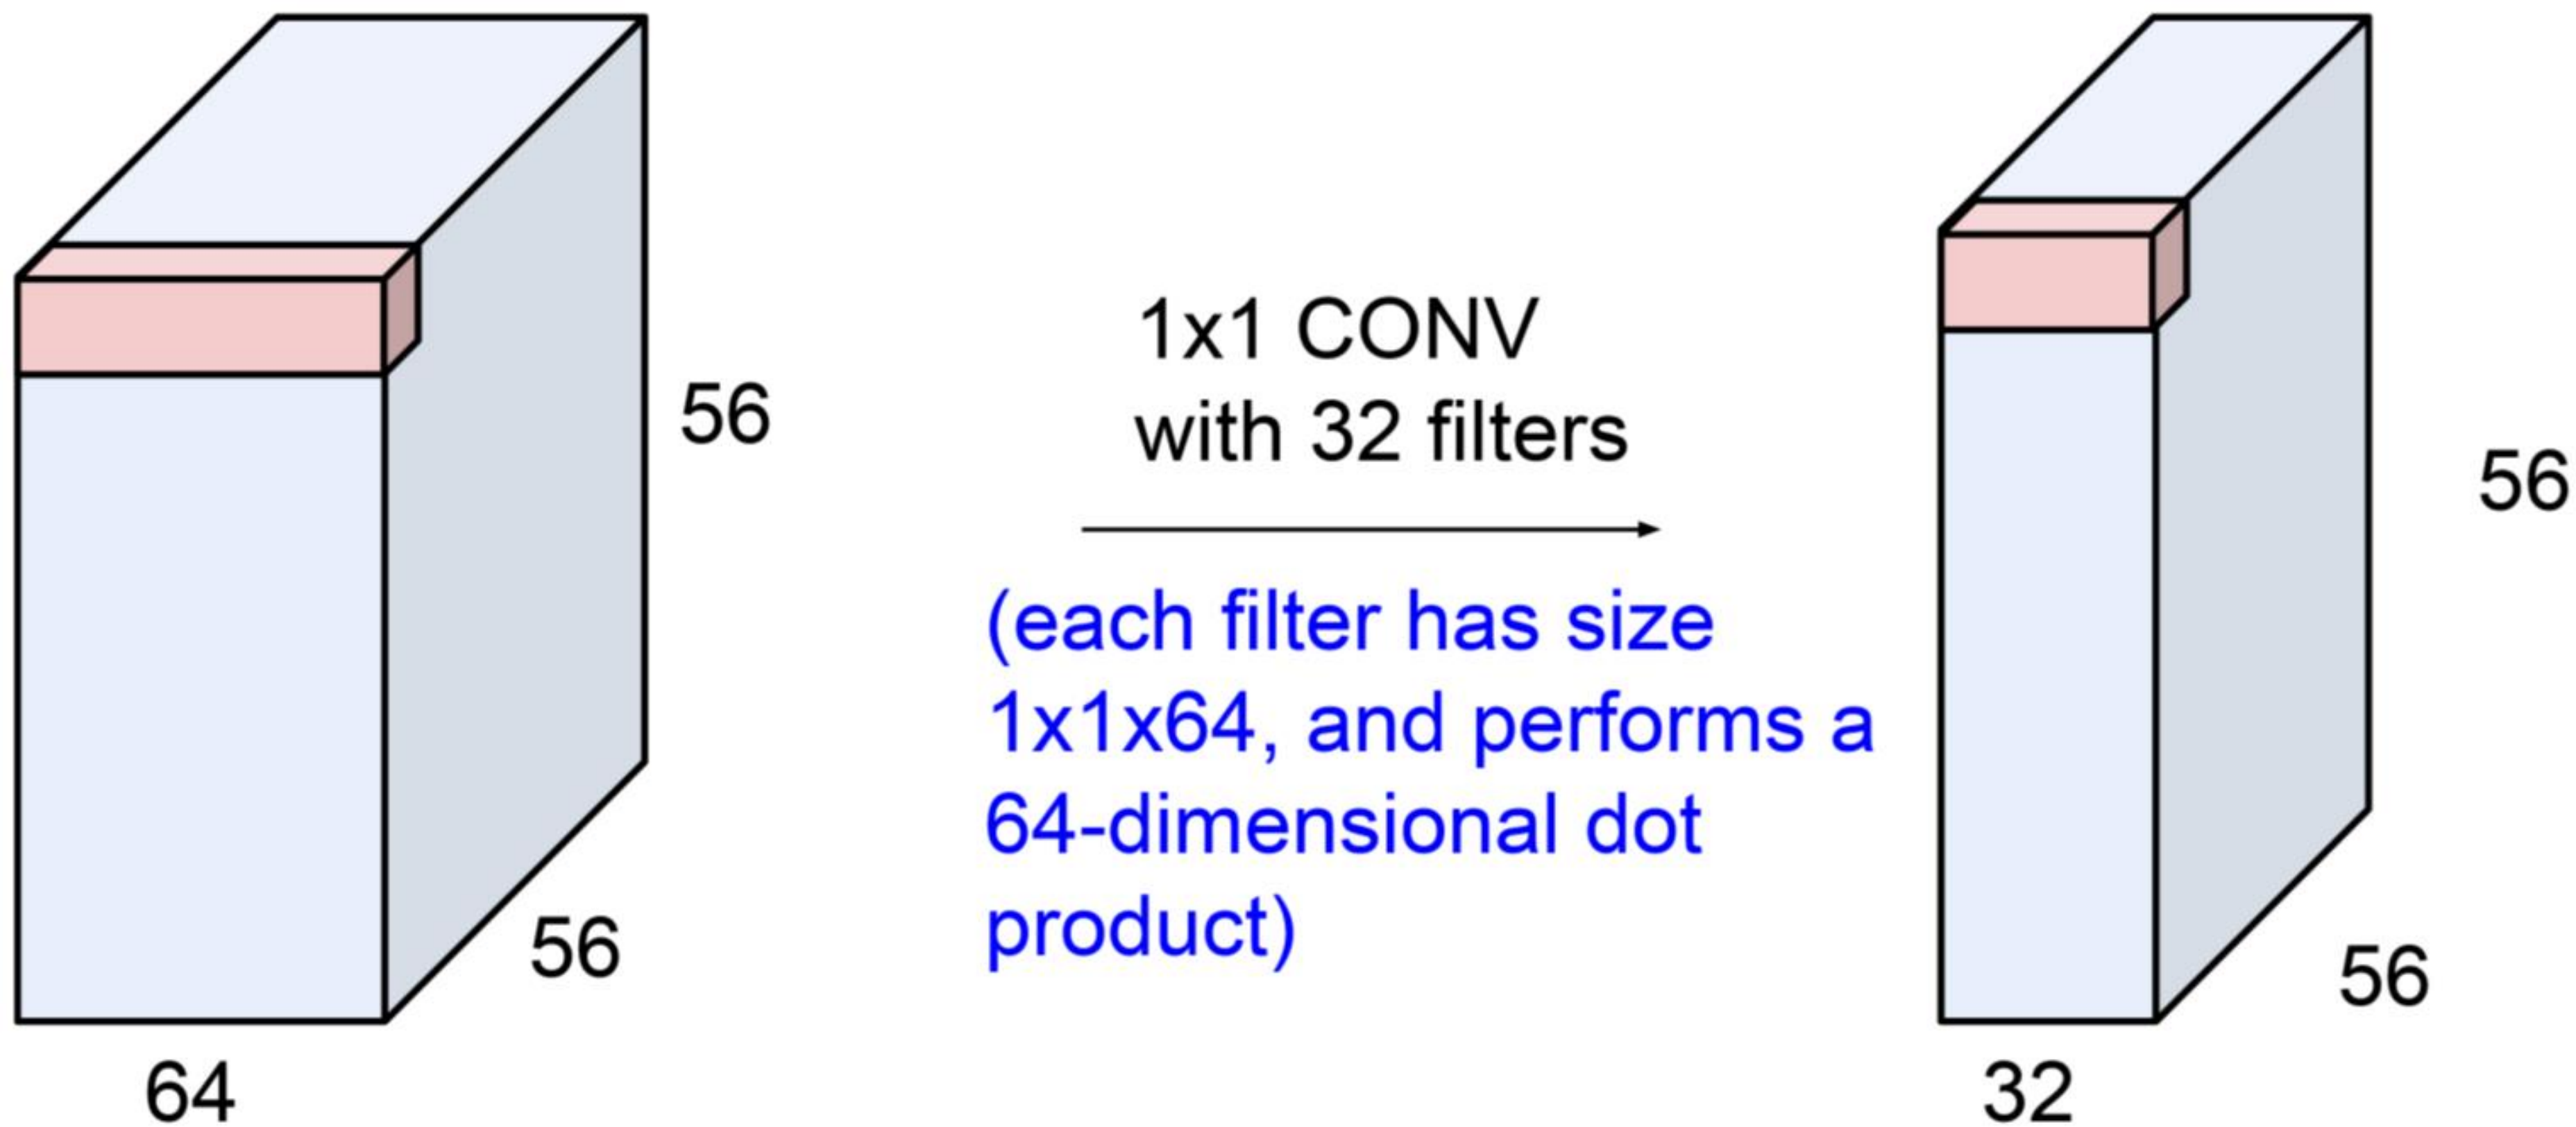 56
56
64
1x1 CONV
with 32 filters
(each filter has size
1x1x64, and performs a
64-dimensional dot
product)
56
56
32